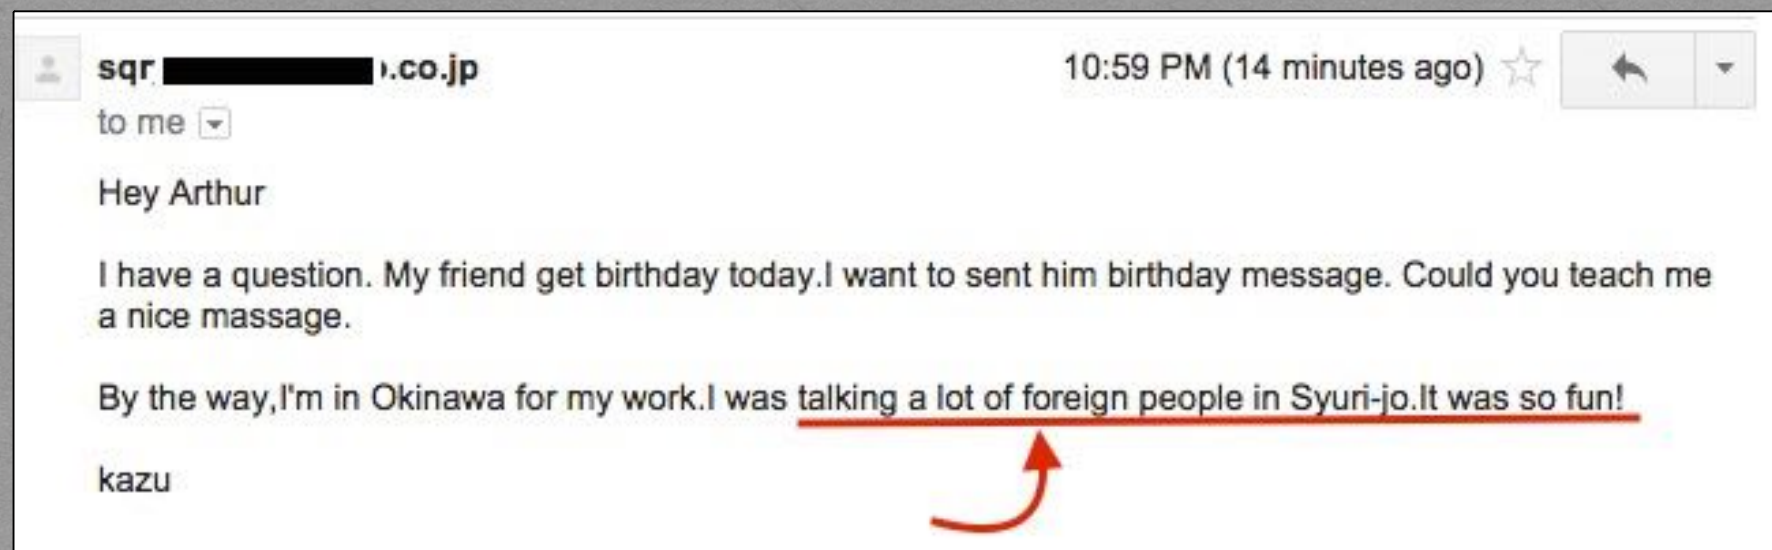 sqr .co.jp 10:59 PM (14 minutes ago)
to me
Hey Arthur
I have a question. My friend get birthday today.I want to sent him birthday message. Could you teach me
a nice massage.
By the way,I'm in Okinawa for my work.I was talking a lot of foreign people in Syuri-jo.It was so fun!
kazu